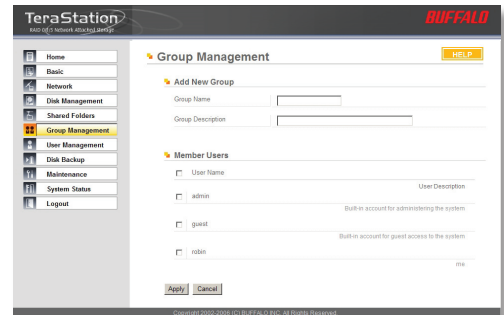 TeraStation
RAID 0/1/5 Network Attached Storage
BUFFALO
Home
Basic
Network
Disk Management
Shared Folders
Group Management
User Management
Disk Backup
Maintenance
System Status
Logout
Group Management
HELP
Add New Group
Group Name
Group Description
Member Users
User Name
User Description
admin
Built-in account for administering the system
guest
Built-in account for guest access to the system
robin
me
Apply Cancel
Copyright 2002-2006 (C) BUFFALO INC. All Rights Reserved